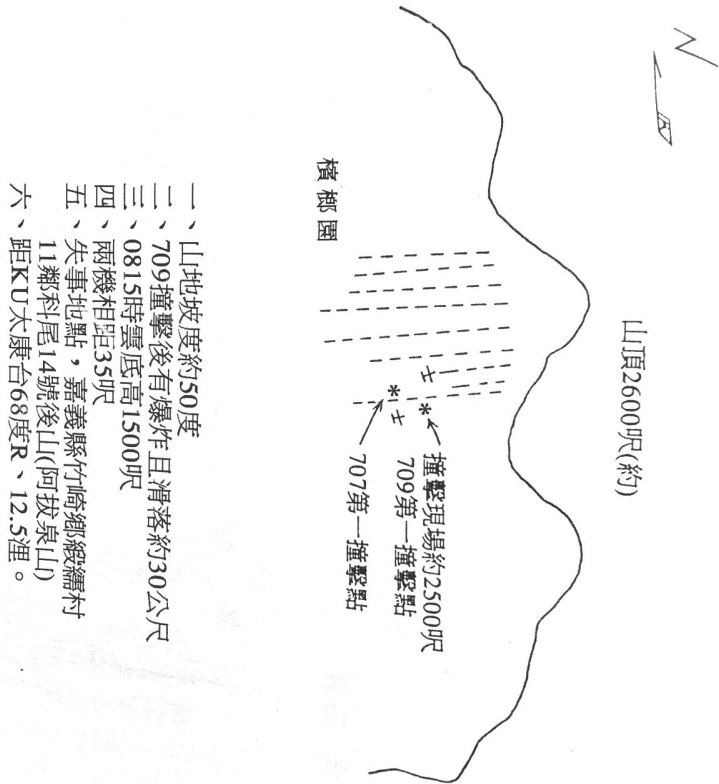 N
山頂2600呎(約)
撞擊現場約2500呎
709第一撞擊點
707第一撞擊點
檳榔園
一、山地坡度約50度
二、709撞擊後有爆炸且滑落約30公尺
三、0815時雲底高1500呎
四、兩機相距35呎
五、失事地點，嘉義縣竹崎鄉緞繻村
11鄰科尾14號後山(阿拔泉山)
六、距KU太康台68度R、12.5浬。